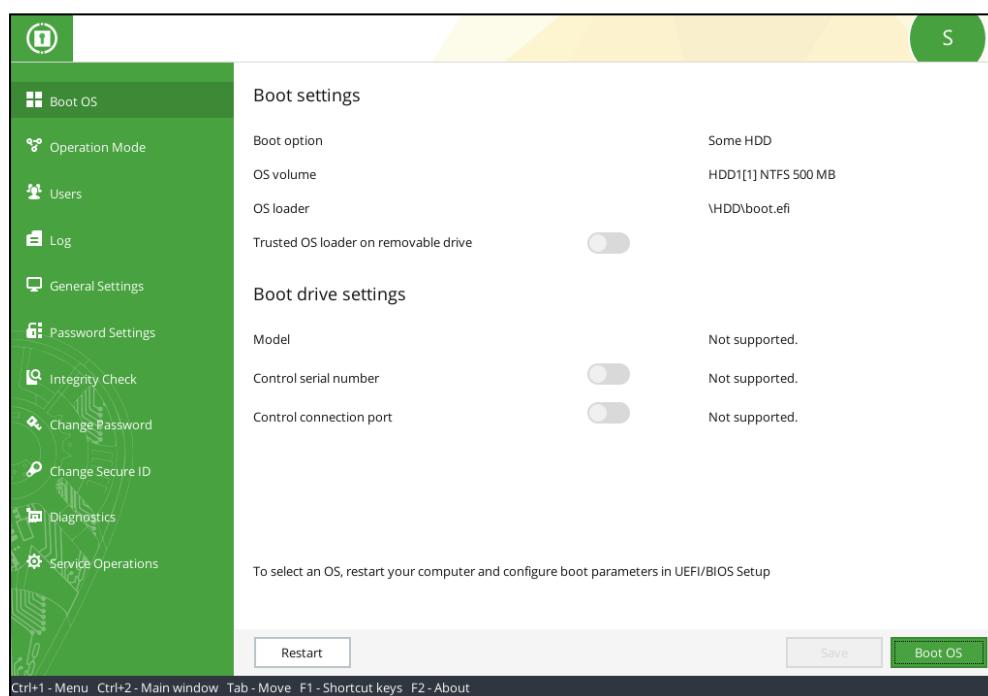 S
Boot OS
Operation Mode
Users
Log
General Settings
Password Settings
Integrity Check
Change Password
Change Secure ID
Diagnostics
Service Operations
Boot settings
Boot option Some HDD
OS volume HDD1[1] NTFS 500 MB
OS loader \HDD\boot.efi
Trusted OS loader on removable drive
Boot drive settings
Model Not supported.
Control serial number Not supported.
Control connection port Not supported.
To select an OS, restart your computer and configure boot parameters in UEFI/BIOS Setup
Restart Save Boot OS
Ctrl+1 - Menu Ctrl+2 - Main window Tab - Move F1 - Shortcut keys F2 - About